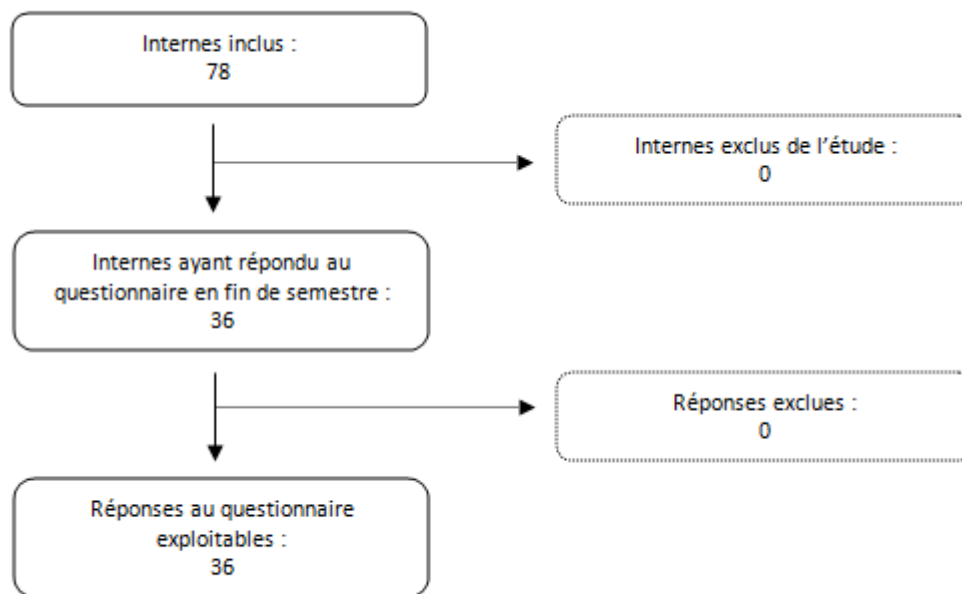 Internes inclus :
78
Internes exclus de l’étude :
0
Internes ayant répondu au
questionnaire en fin de semestre :
36
Réponses exclues :
0
Réponses au questionnaire
exploitables :
36